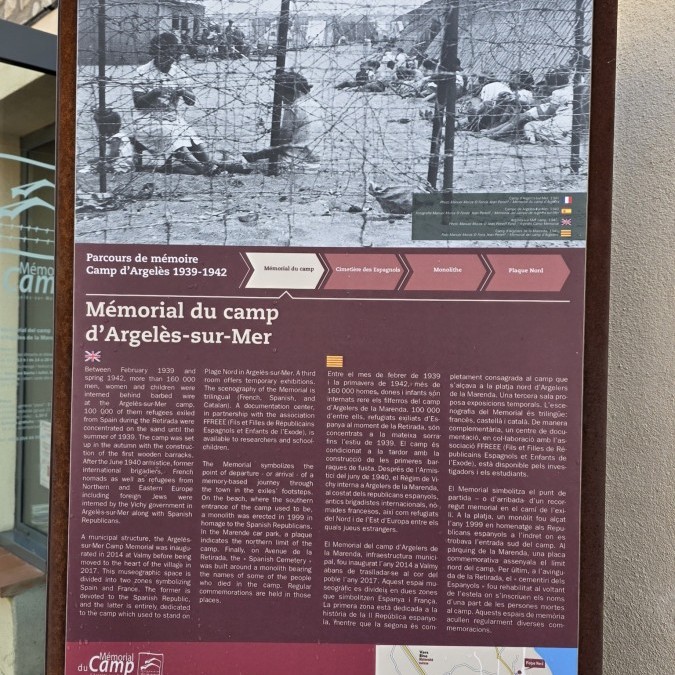 Parcours de mémoire
Camp d'Argelès 1939-1942
Mémorial du camp
Cimetière des Espagnols
Monolithe
Plaque Nord
Mémorial du camp
d'Argelès-sur-Mer
Between February 1939 and
spring 1942, more than 160 000
men, women and children were
interned behind barbed wire
at the Argelès-sur-Mer camp.
100 000 of them refugees exiled
from Spain during the Retirada were
concentrated on the sand until the
summer of 1939. The camp was set
up in the autumn with the construc-
tion of the first wooden barracks.
After the June 1940 armistice, former
international brigadiers, French
nomads as well as refugees from
Northern and Eastern Europe
including foreign Jews were
interned by the Vichy government in
Argelès-sur-Mer along with Spanish
Republicans.
A municipal structure, the Argelès-
sur-Mer Camp Memorial was inaug-
rated in 2014 at Valmy before being
moved to the heart of the village in
2017. This museographic space is
divided into two zones symbolizing
Spain and France. The former is
devoted to the Spanish Republic,
and the latter is entirely dedicated
to the camp which used to stand on
Plage Nord in Argelès-sur-Mer. A third
room offers temporary exhibitions.
The scenography of the Memorial is
trilingual (French, Spanish, and
Catalan). A documentation center,
in partnership with the association
FFREEE (Fils et Filles de Républicains
Espagnols et Enfants de l'Exode), is
available to researchers and school-
children.
The Memorial symbolizes the
point of departure - or arrival - of a
memory-based journey through
the town in the exiles' footsteps.
On the beach, where the southern
entrance of the camp used to be,
a monolith was erected in 1999 in
homage to the Spanish Republicans.
In the Marende car park, a plaque
indicates the northern limit of the
camp. Finally, on Avenue de la
Retirada, the « Spanish Cemetery »
was built around a monolith bearing
the names of some of the people
who died in the camp. Regular
commemorations are held in those
places.
Entre el mes de febrer de 1939
i la primavera de 1942, més de
160 000 homes, dones i infants són
internats rere els filferros del camp
d'Argelers de la Marenda. 100 000
d'entre ells, refugiats exiliats d'Es-
panya al moment de la Retirada, són
concentrats a la mateixa sorra
fins l'estiu de 1939. El camp és
condicionat a la tardor amb la
construcció de les primeres bar-
raques de fusta. Després de l'Armis-
tici del juny de 1940, el Règim de Vi-
chy interna a Argelers de la Marenda,
al costat dels republicans espanyols,
antics brigadistes internacionals, nò-
mades francesos, així com refugiats
del Nord i de l'Est d'Europa entre els
quals jueus estrangers.
El Memorial del camp d'Argelers de
la Marenda, infraestructura munici-
pal, fou inaugurat l'any 2014 a Valmy
abans de traslladar-se al cor del
poble l'any 2017. Aquest espai mu-
seogràfic es divideix en dues zones
que simbolitzen Espanya i França.
La primera zona està dedicada a la
història de la II República espanyo-
la, mentre que la segona és com-
pletament consagrada al camp que
s'alçava a la platja nord d'Argelers
de la Marenda. Una tercera sala pro-
posa exposicions temporals. L'esce-
nografia del Memorial és trilingüe:
francès, castellà i català. De manera
complementària, un centre de docu-
mentació, en col·laboració amb l'as-
sociació FFREEE (Fils et Filles de Ré-
publicains Espagnols et Enfants de
l'Exode), està disponible pels inves-
tigadors i els estudiants.
El Memorial simbolitza el punt de
partida – o d'arribada- d'un recor-
regut memorial en el camí de l'exi-
li. A la platja, un monòlit fou alçat
l'any 1999 en homenatge als Repu-
blicans espanyols a l'indret on es
trobava l'entrada sud del camp. Al
pàrquing de la Marenda, una placa
commemorativa assenyala el límit
nord del camp. Per últim, a l'avingu-
da de la Retirada, el « cementiri dels
Espanyols » fou rehabilitat al voltant
de l'estela on s'inscriuen els noms
d'una part de les persones mortes
al camp. Aquests espais de memòria
acullen regularment diverses com-
memoracions.
Mémorial
du Camp
Plaque Nord